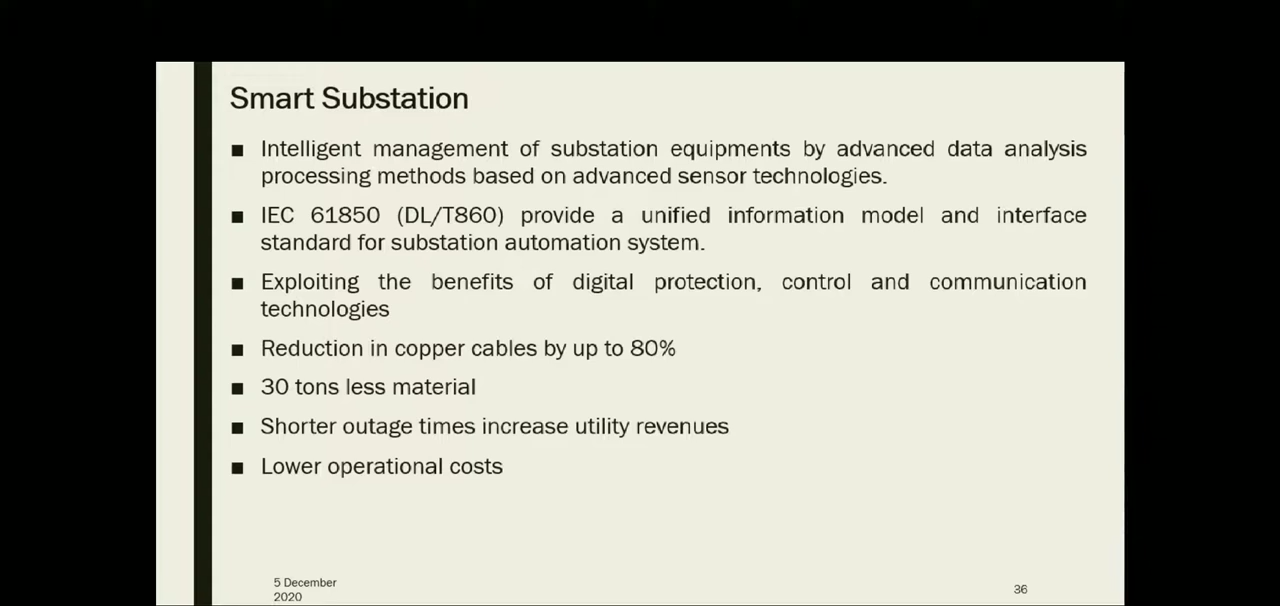 Smart Substation
■ Intelligent management of substation equipments by advanced data analysis
processing methods based on advanced sensor technologies.
■ IEC 61850 (DL/T860) provide a unified information model and interface
standard for substation automation system.
■ Exploiting the benefits of digital protection, control and communication
technologies
■ Reduction in copper cables by up to 80%
■ 30 tons less material
■ Shorter outage times increase utility revenues
■ Lower operational costs
5 December
2020
36